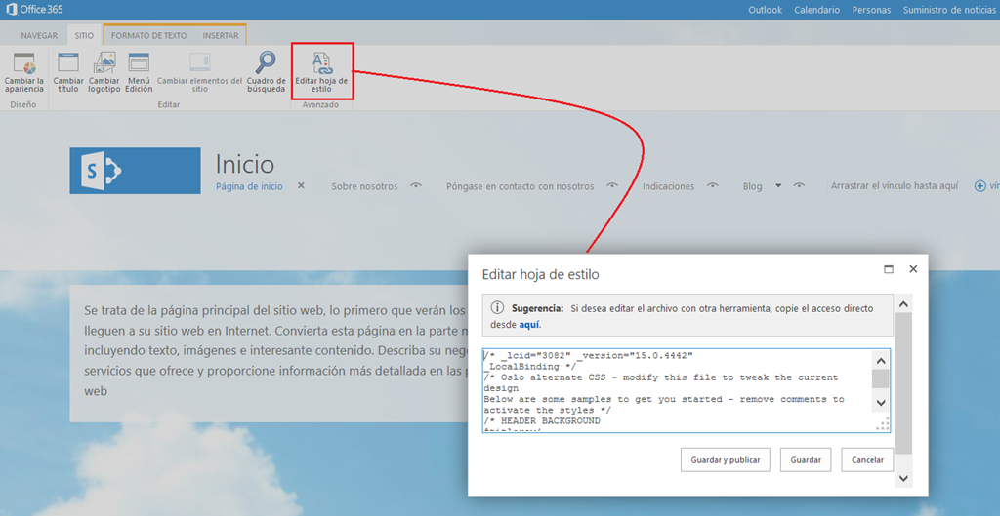 Office 365
Outlook Calendario Personas Suministro de noticias
NAVEGAR SITIO FORMATO DE TEXTO INSERTAR
Cambiar la apariencia
Cambiar título
Cambiar logotipo
Menú Edición
Cambiar elementos del sitio
Cuadro de búsqueda
Editar hoja de estilo
Diseño Editar Avanzado
S
Inicio
Página de inicio Sobre nosotros Póngase en contacto con nosotros Indicaciones Blog Arrastrar el vínculo hasta aquí
Editar hoja de estilo
Sugerencia: Si desea editar el archivo con otra herramienta, copie el acceso directo
desde aquí.
/* _lcid="3082" _version="15.0.4442"
_LocalBinding */
/* Oslo alternate CSS - modify this file to tweak the current
design
Below are some samples to get you started - remove comments to
activate the styles */
/* HEADER BACKGROUND
Guardar y publicar Guardar Cancelar
Se trata de la página principal del sitio web, lo primero que verán los
lleguen a su sitio web en Internet. Convierta esta página en la parte
incluyendo texto, imágenes e interesante contenido. Describa su
servicios que ofrece y proporcione información más detallada en las
web